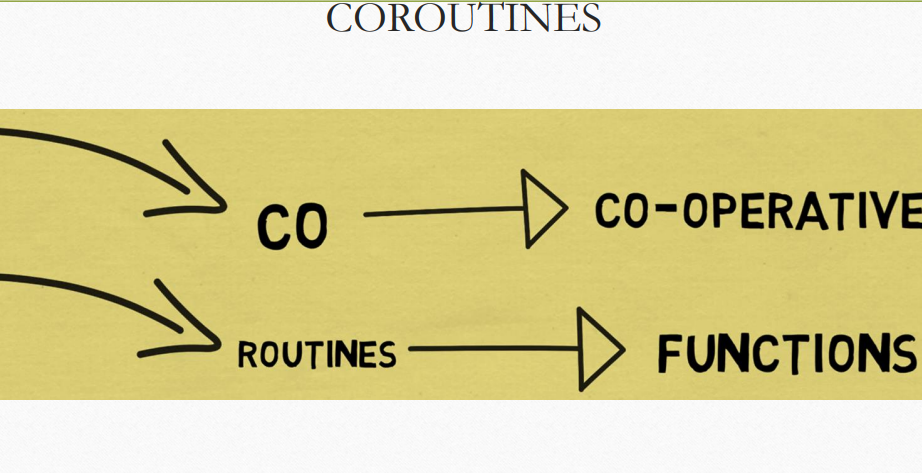 COROUTINES
CO CO-OPERATIVE
ROUTINES FUNCTIONS